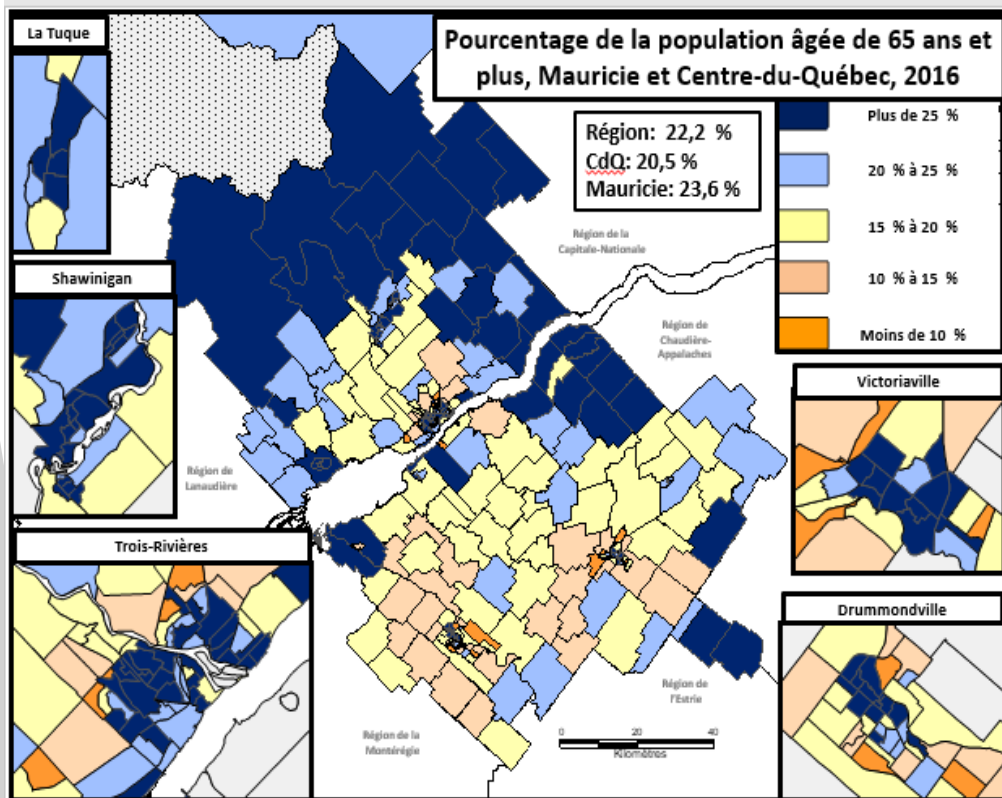 La Tuque
Pourcentage de la population âgée de 65 ans et
plus, Mauricie et Centre-du-Québec, 2016
Région: 22,2 %
CdQ: 20,5 %
Mauricie: 23,6 %
Plus de 25 %
20 % à 25 %
15 % à 20 %
10 % à 15 %
Moins de 10 %
Région de la
Capitale-Nationale
Région de
Chaudière-
Appalaches
Shawinigan
Victoriaville
Région de
Lanaudière
Trois-Rivières
Drummondville
Région de
l'Estrie
Région de la
Montérégie
0 20 40
Kilomètres